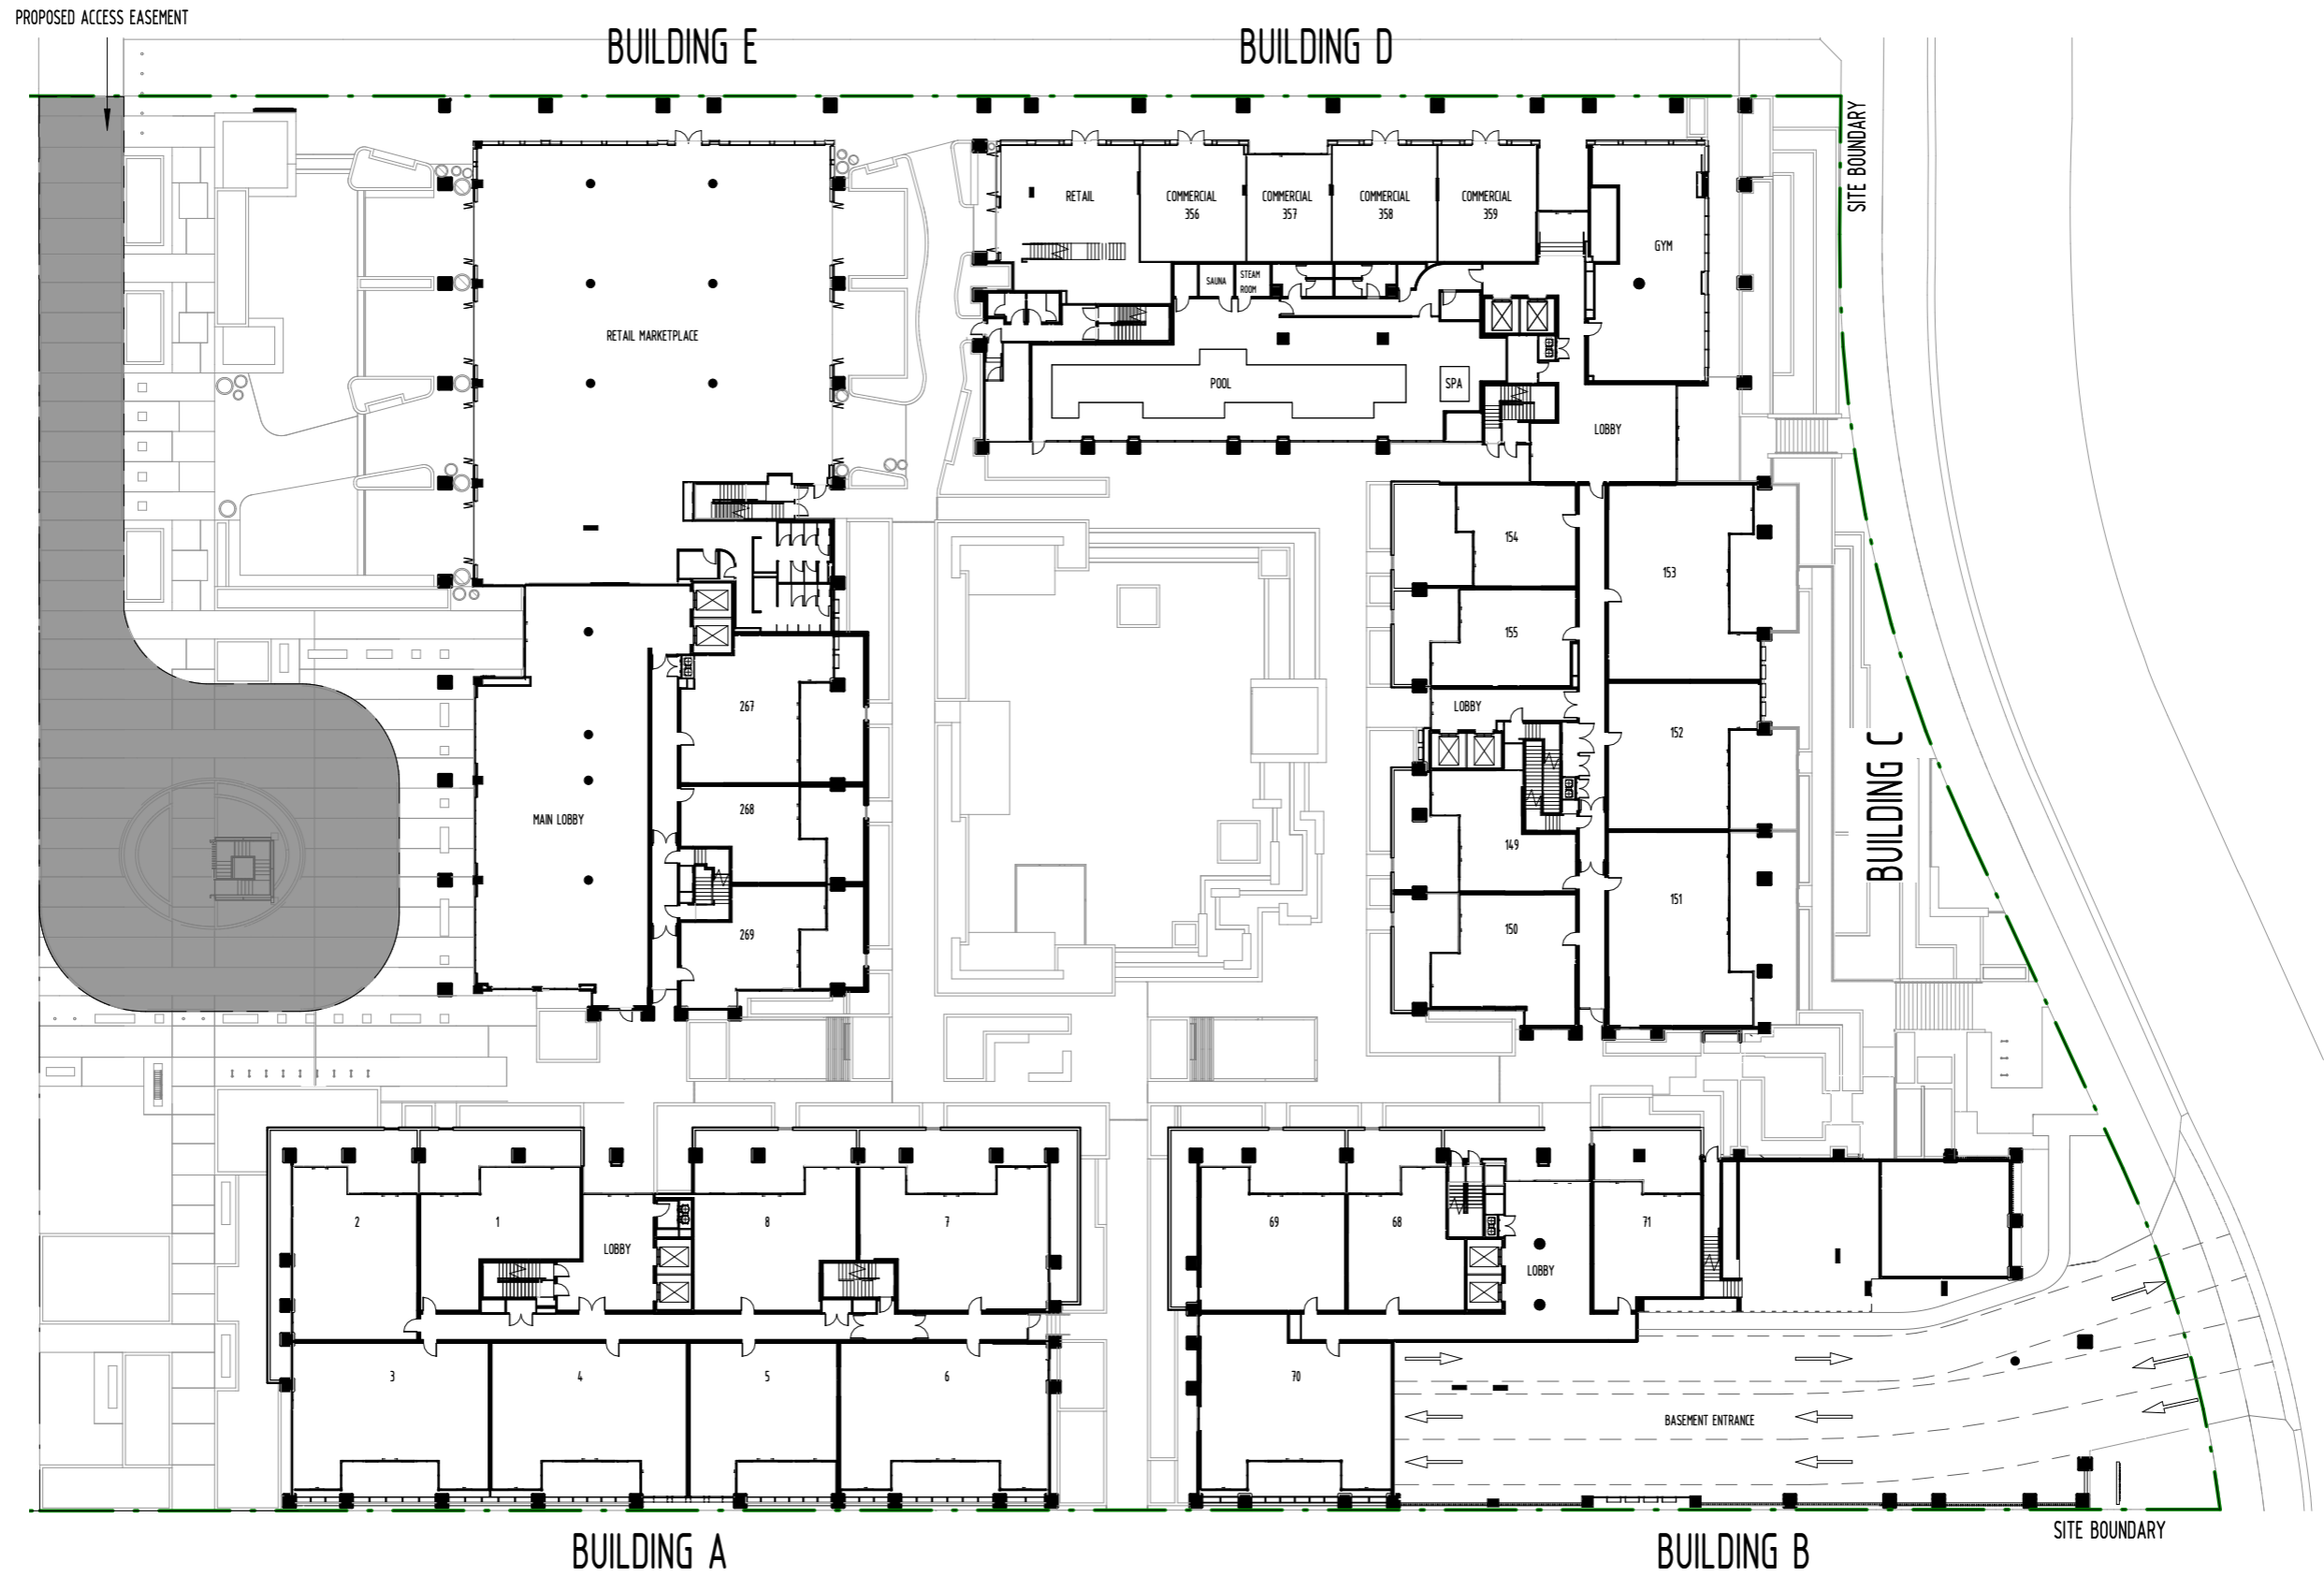 PROPOSED ACCESS EASEMENT
BUILDING E
BUILDING D
SITE BOUNDARY
RETAIL
COMMERCIAL
356
COMMERCIAL
357
COMMERCIAL
358
COMMERCIAL
359
GYM
SAUNA
STEAM
ROOM
RETAIL MARKETPLACE
POOL
SPA
LOBBY
154
153
155
267
LOBBY
152
BUILDING C
268
MAIN LOBBY
149
151
269
150
2
1
8
7
69
68
71
LOBBY
LOBBY
3
4
5
6
70
BASEMENT ENTRANCE
SITE BOUNDARY
BUILDING A
BUILDING B